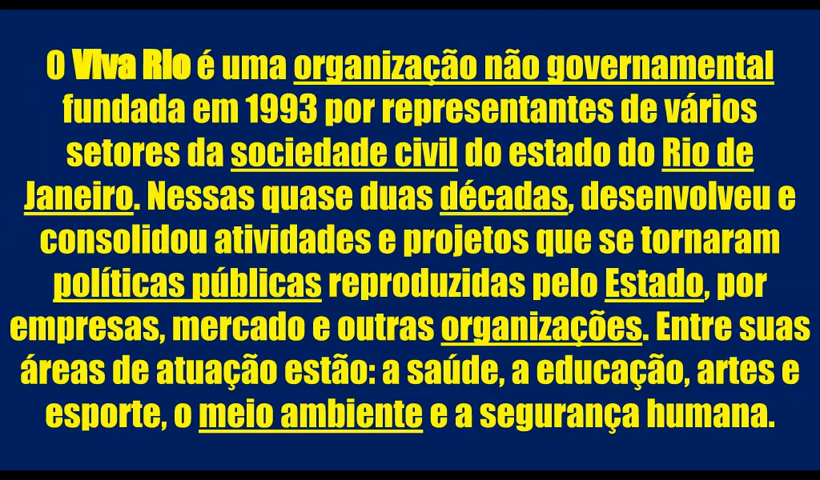 O Viva Rio é uma organização não governamental
fundada em 1993 por representantes de vários
setores da sociedade civil do estado do Rio de
Janeiro. Nessas quase duas décadas, desenvolveu e
consolidou atividades e projetos que se tornaram
políticas públicas reproduzidas pelo Estado, por
empresas, mercado e outras organizações. Entre suas
áreas de atuação estão: a saúde, a educação, artes e
esporte, o meio ambiente e a segurança humana.